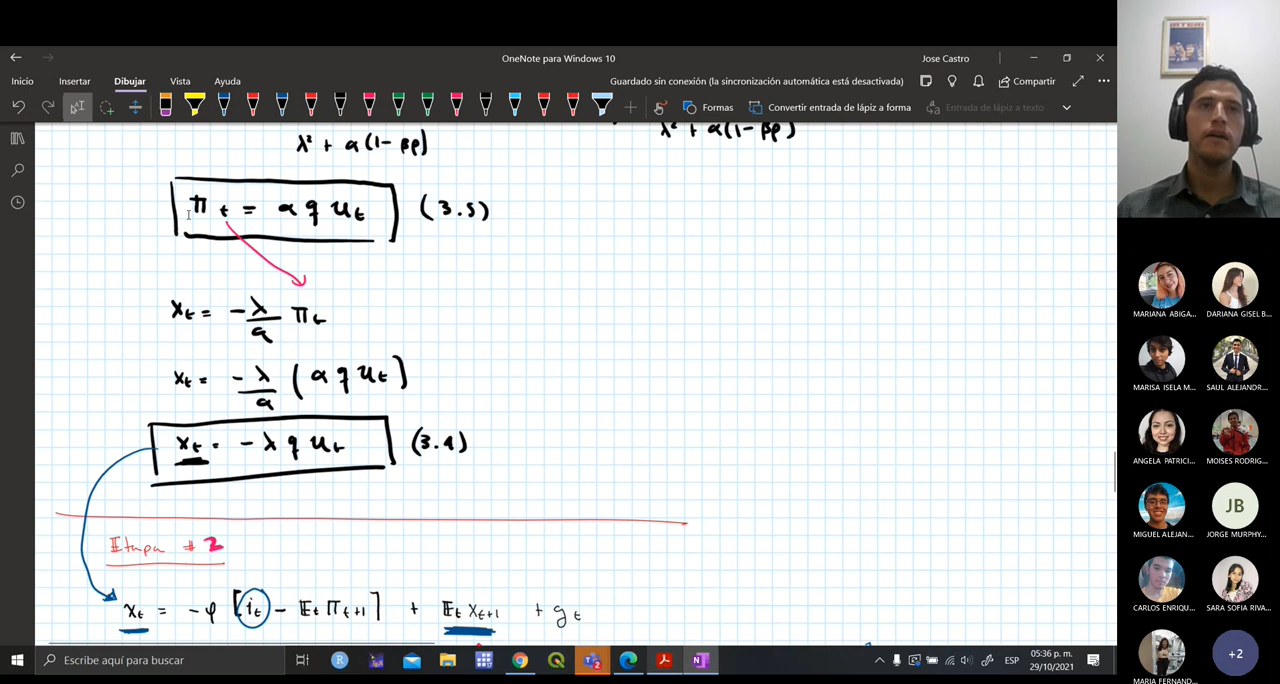 OneNote para Windows 10
Jose Castro
Inicio Insertar Dibujar Vista Ayuda
Guardado sin conexión (la sincronización automática está desactivada)
Compartir
Formas
Convertir entrada de lápiz a forma
Entrada de lápiz a texto
λ² + α(1 - βρ)
λ² + α(1 - βρ)
π_t = α q u_t (3.5)
x_t = -λ/α π_t
x_t = -λ/α (α q u_t)
x_t = - λ q u_t (3.4)
Etapa # 2
x_t = -φ [i_t - E_t π_{t+1}] + E_t x_{t+1} + g_t
MARIANA ABIGA...
DARIANA GISEL B...
MARISA ISELA M...
SAUL ALEJANDR...
ANGELA PATRICI...
MOISES RODRIG...
JB
MIGUEL ALEJAN...
JORGE MURPHY...
CARLOS ENRIQU...
SARA SOFIA RIVA...
MARIA FERNAND...
+2
Escribe aquí para buscar
ESP
05:36 p. m.
29/10/2021